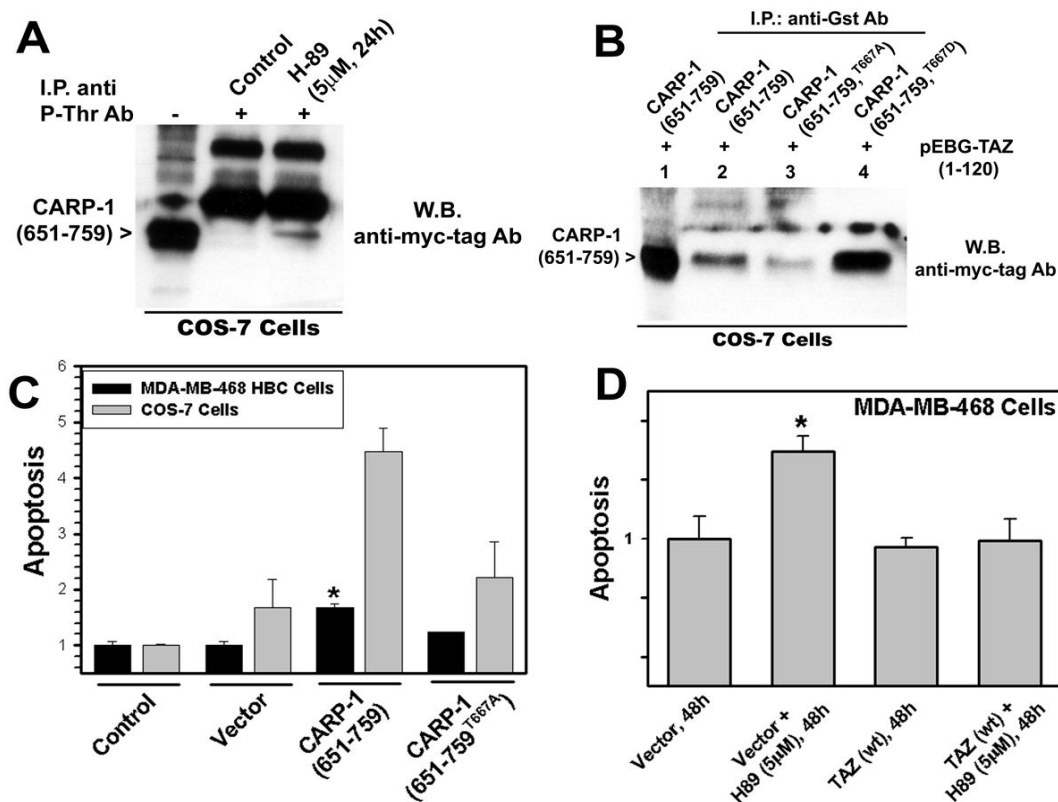 A
Control
H-89
(5μM, 24h)
I.P. anti
P-Thr Ab
- + +
CARP-1
(651-759) >
W.B.
anti-myc-tag Ab
COS-7 Cells
B
I.P.: anti-Gst Ab
CARP-1
(651-759)
CARP-1
(651-759)
CARP-1
(651-759, T667A)
CARP-1
(651-759, T667D)
+ + + +
pEBG-TAZ
(1-120)
1 2 3 4
CARP-1
(651-759) >
W.B.
anti-myc-tag Ab
COS-7 Cells
C
MDA-MB-468 HBC Cells
COS-7 Cells
Apoptosis
6
5
4
3
2
1
*
Control
Vector
CARP-1
(651-759)
CARP-1
(651-759T667A)
D
MDA-MB-468 Cells
Apoptosis
1
*
Vector, 48h
Vector +
H89 (5μM), 48h
TAZ (wt), 48h
TAZ (wt) +
H89 (5μM), 48h